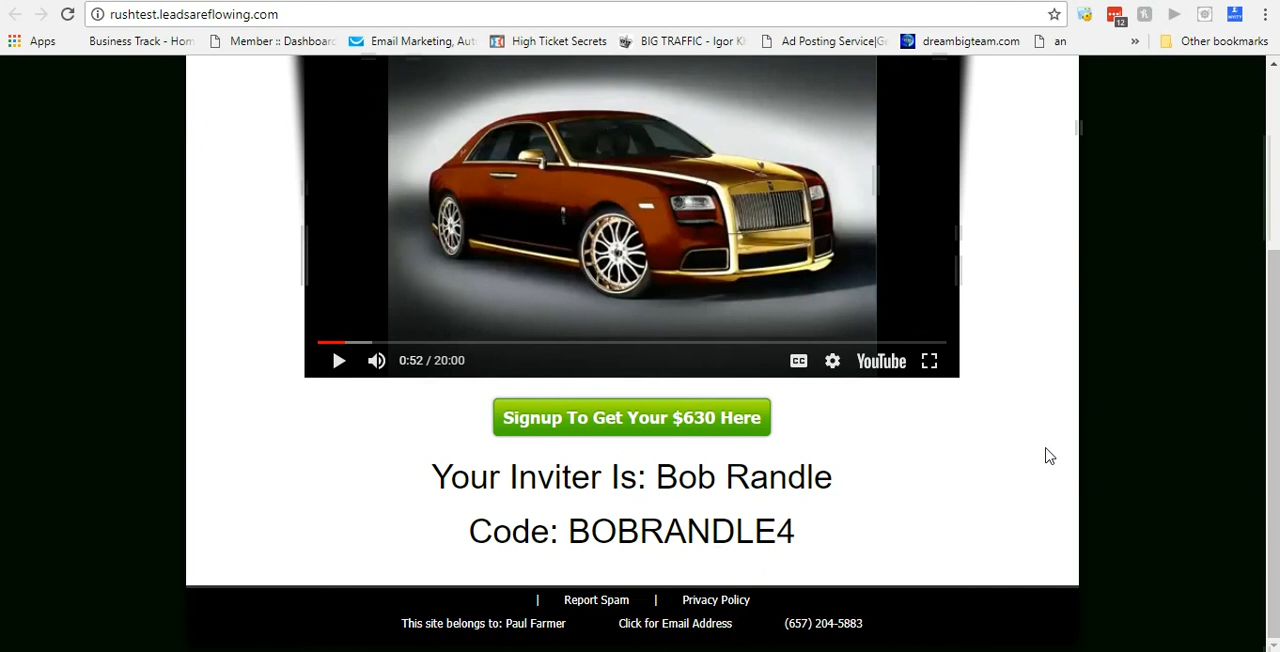 rushtest.leadsareflowing.com
12
Apps Business Track - Hom Member :: Dashboard Email Marketing, Aut High Ticket Secrets BIG TRAFFIC - Igor K Ad Posting Service|G dreambigteam.com an » Other bookmarks
0:52 / 20:00 CC YouTube
Signup To Get Your $630 Here
Your Inviter Is: Bob Randle
Code: BOBRANDLE4
| Report Spam | Privacy Policy
This site belongs to: Paul Farmer Click for Email Address (657) 204-5883